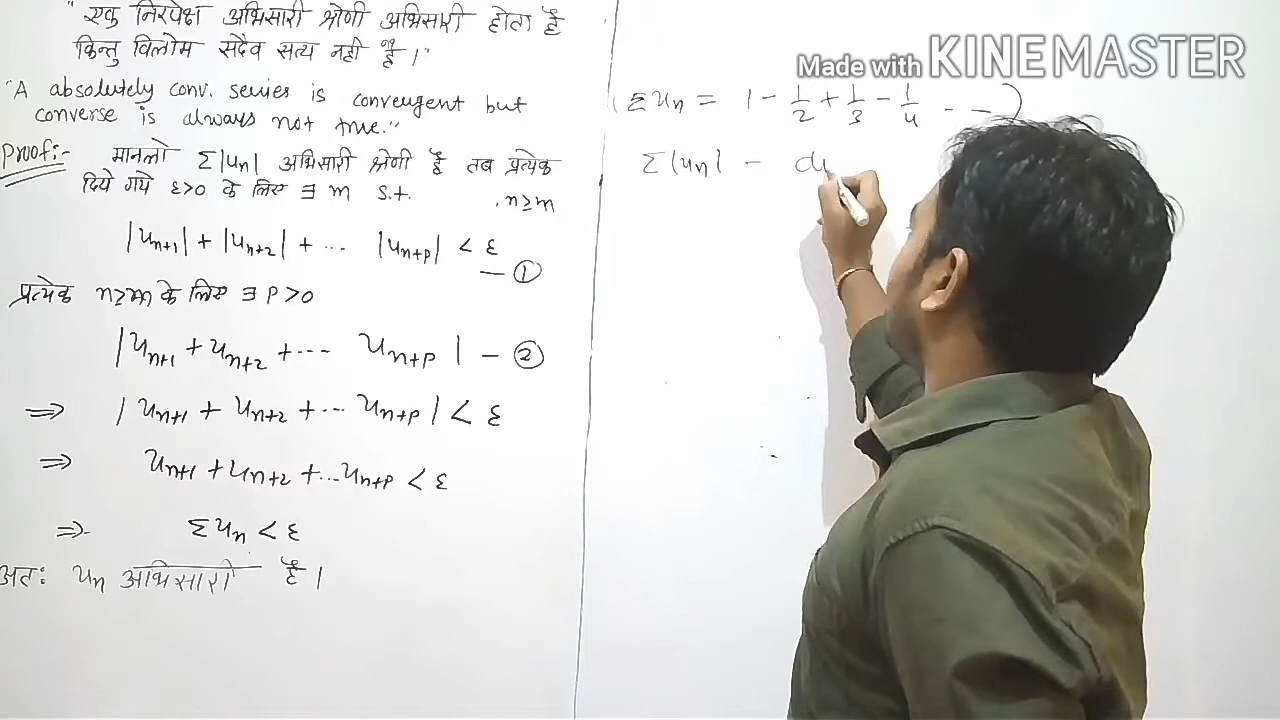 "एक निरपेक्ष अभिसारी श्रेणी अभिसारी होता है
किन्तु विलोम सदैव सत्य नही है।"
"A absolutely conv. series is convergent but
converse is always not true."
Proof:- मानलो Σ|un| अभिसारी श्रेणी है तब प्रत्येक
दिये गये ε>0 के लिए ∃ m s.t. n≥m
|un+1| + |un+2| + ... |un+p| < ε
— ①
प्रत्येक n≥m के लिए ∃ P>0
|un+1 + un+2 + ... un+p| — ②
⇒ |un+1 + un+2 + ... un+p| < ε
⇒ un+1 + un+2 + ... un+p < ε
⇒ Σun < ε
अतः un अभिसारी है।
Made with KINEMASTER
Σun = 1 - 1/2 + 1/3 - 1/4 - - -)
Σ|un| - di